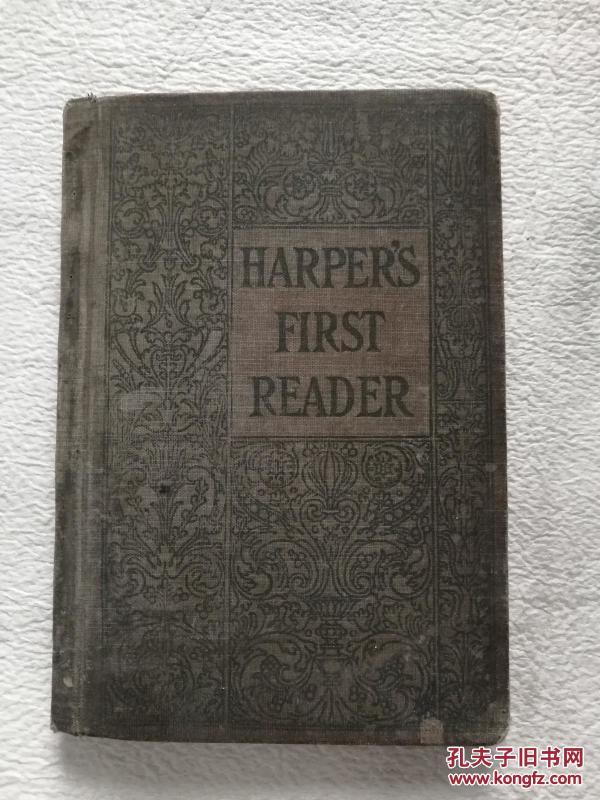 HARPER'S
FIRST
READER
孔夫子旧书网
www.kongfz.com